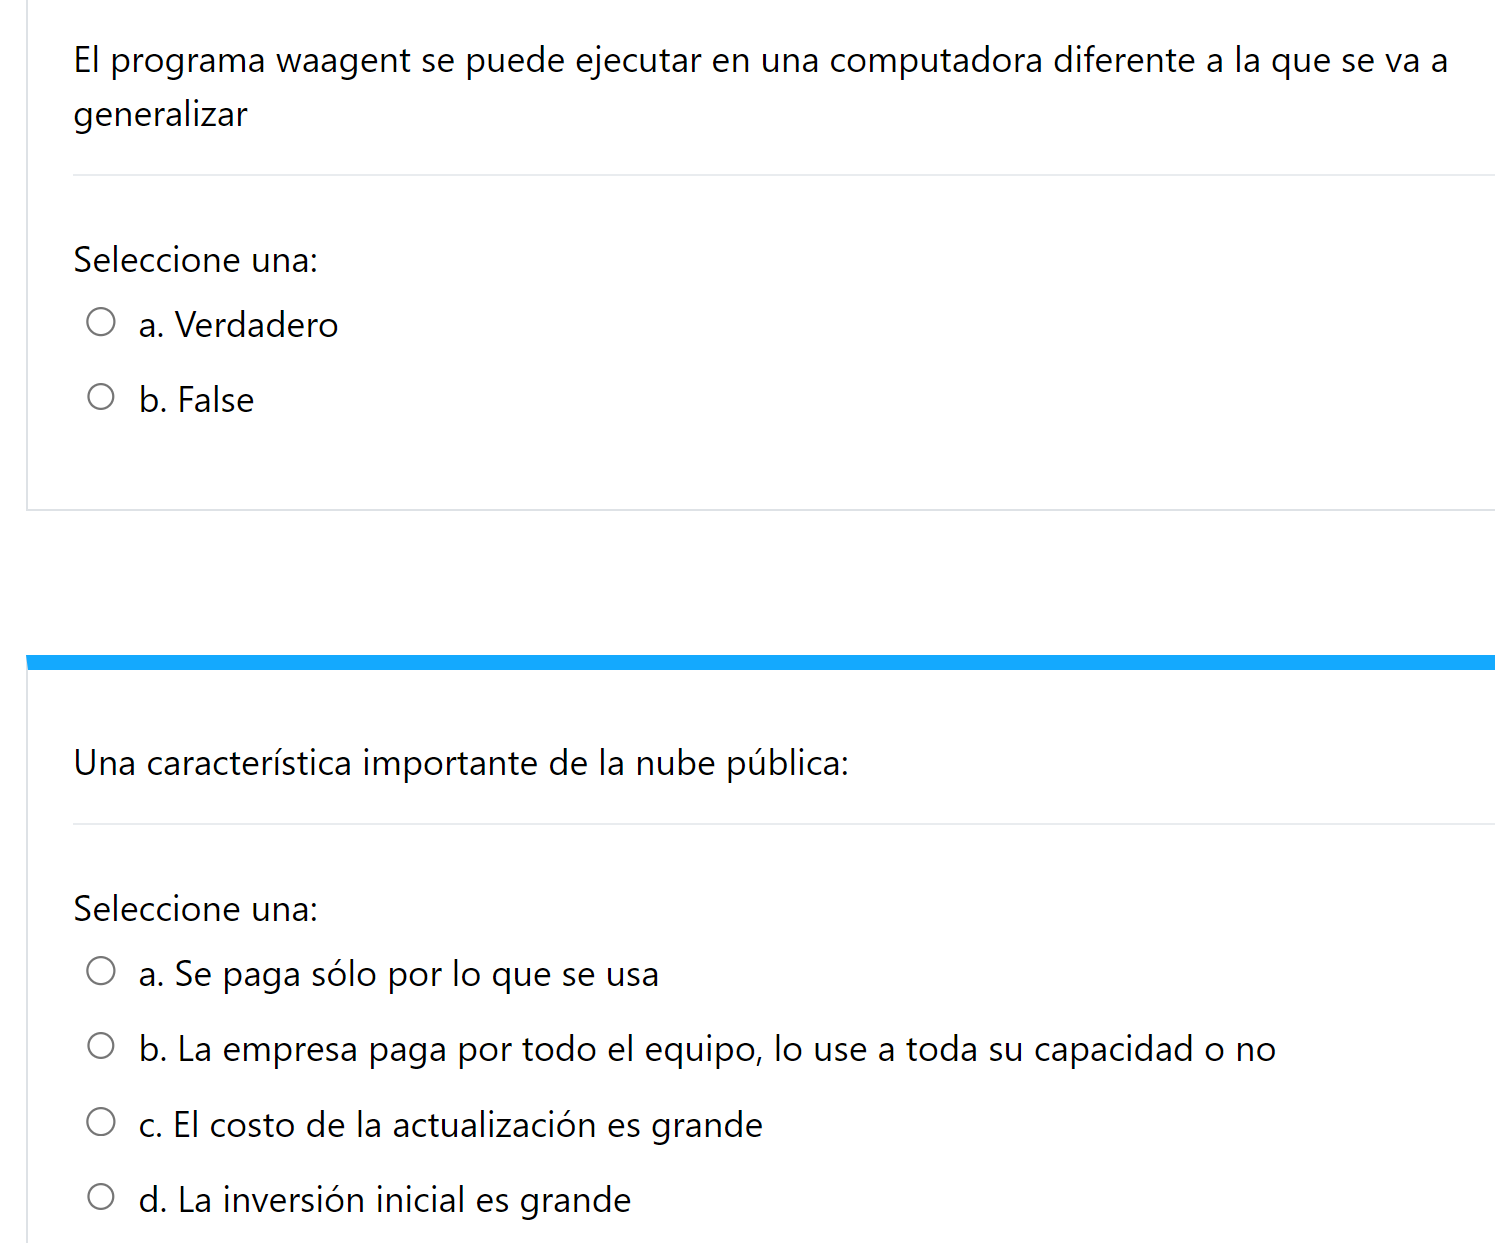 El programa waagent se puede ejecutar en una computadora diferente a la que se va a
generalizar
Seleccione una:
a. Verdadero
b. False
Una característica importante de la nube pública:
Seleccione una:
a. Se paga sólo por lo que se usa
b. La empresa paga por todo el equipo, lo use a toda su capacidad o no
c. El costo de la actualización es grande
d. La inversión inicial es grande